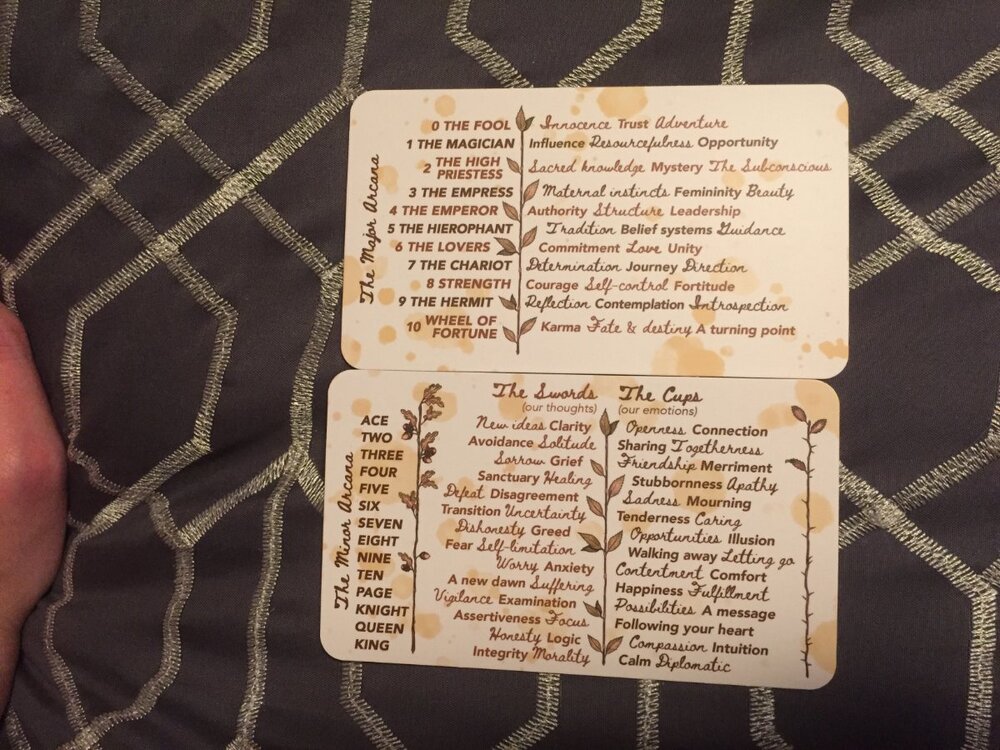 The Major Arcana
0 THE FOOL Innocence Trust Adventure
1 THE MAGICIAN Influence Resourcefulness Opportunity
2 THE HIGH PRIESTESS Sacred knowledge Mystery The Subconscious
3 THE EMPRESS Maternal instincts Femininity Beauty
4 THE EMPEROR Authority Structure Leadership
5 THE HIEROPHANT Tradition Belief systems Guidance
6 THE LOVERS Commitment Love Unity
7 THE CHARIOT Determination Journey Direction
8 STRENGTH Courage Self-control Fortitude
9 THE HERMIT Reflection Contemplation Introspection
10 WHEEL OF FORTUNE Karma Fate & destiny A turning point
The Minor Arcana
The Swords The Cups
(our thoughts) (our emotions)
ACE New ideas Clarity Openness Connection
TWO Avoidance Solitude Sharing Togetherness
THREE Sorrow Grief Friendship Merriment
FOUR Sanctuary Healing Stubbornness Apathy
FIVE Defeat Disagreement Sadness Mourning
SIX Transition Uncertainty Tenderness Caring
SEVEN Dishonesty Greed Opportunities Illusion
EIGHT Fear Self-limitation Walking away Letting go
NINE Worry Anxiety Contentment Comfort
TEN A new dawn Suffering Happiness Fulfillment
PAGE Vigilance Examination Possibilities A message
KNIGHT Assertiveness Focus Following your heart
QUEEN Honesty Logic Compassion Intuition
KING Integrity Morality Calm Diplomatic